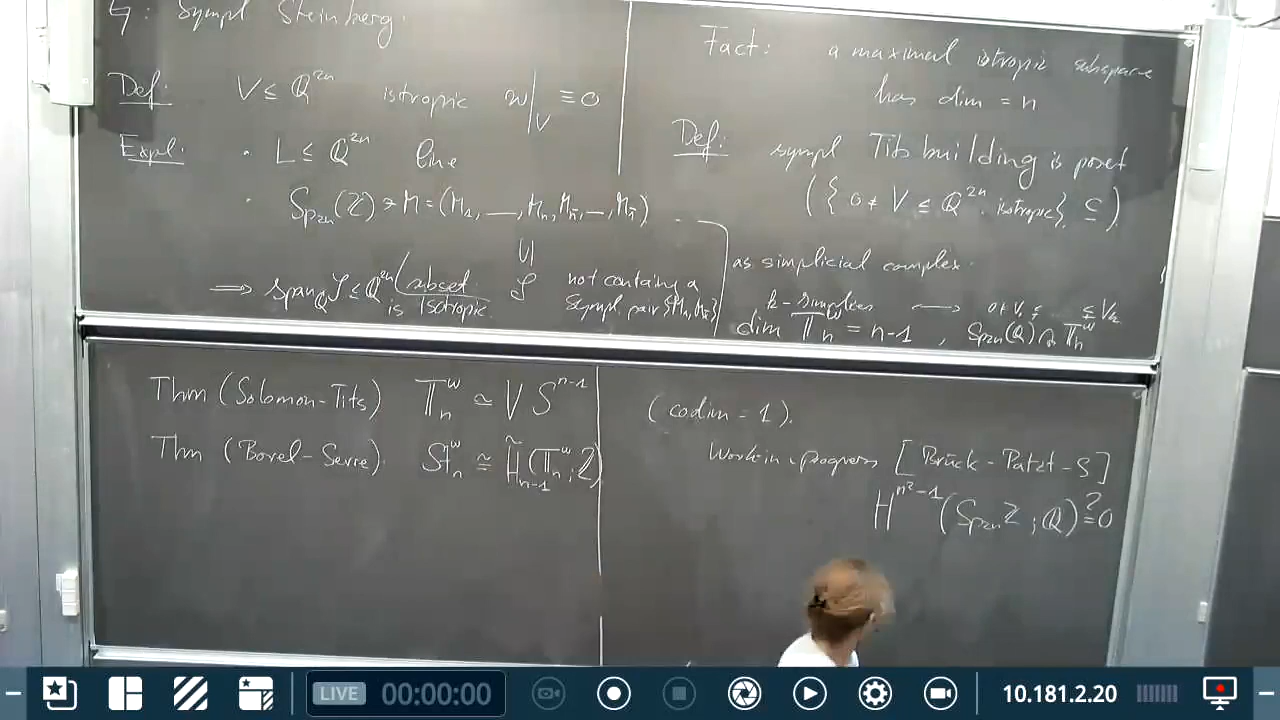 Sympl Steinberg.
Def: V ≤ Q^{2n} isotropic ω|_V ≡ 0
Expl: · L ≤ Q^{2n} line
· Sp_{2n}(Z) ∋ M = (M_1, __, M_n, M_{n̄}, __, M_{1̄})
⟹ span_Q 𝒮 ≤ Q^{2n} is isotropic
subset 𝒮 not containing a
Sympl. pair {M_n, M_{n̄}}
Fact: a maximal isotropic subspace
has dim = n
Def: sympl Tits building is poset
({0 ≠ V ≤ Q^{2n} isotropic}, ⊆)
as simplicial complex.
k-simplices ⟷ 0 ≠ V_0 ≤ ≤ V_k
dim T_n^ω = n-1, Sp_{2n}(Q) ↷ T_n^ω
Thm (Solomon-Tits) T_n^ω ≃ ⋁ S^{n-1}
Thm (Borel-Serre). St_n^ω ≅ H̃_{n-1}(T_n^ω; Z)
(codim = 1).
Work in progress [Brück-Patzt-S]
H^{n²-1}(Sp_{2n} Z; Q) ?= 0
LIVE 00:00:00
10.181.2.20